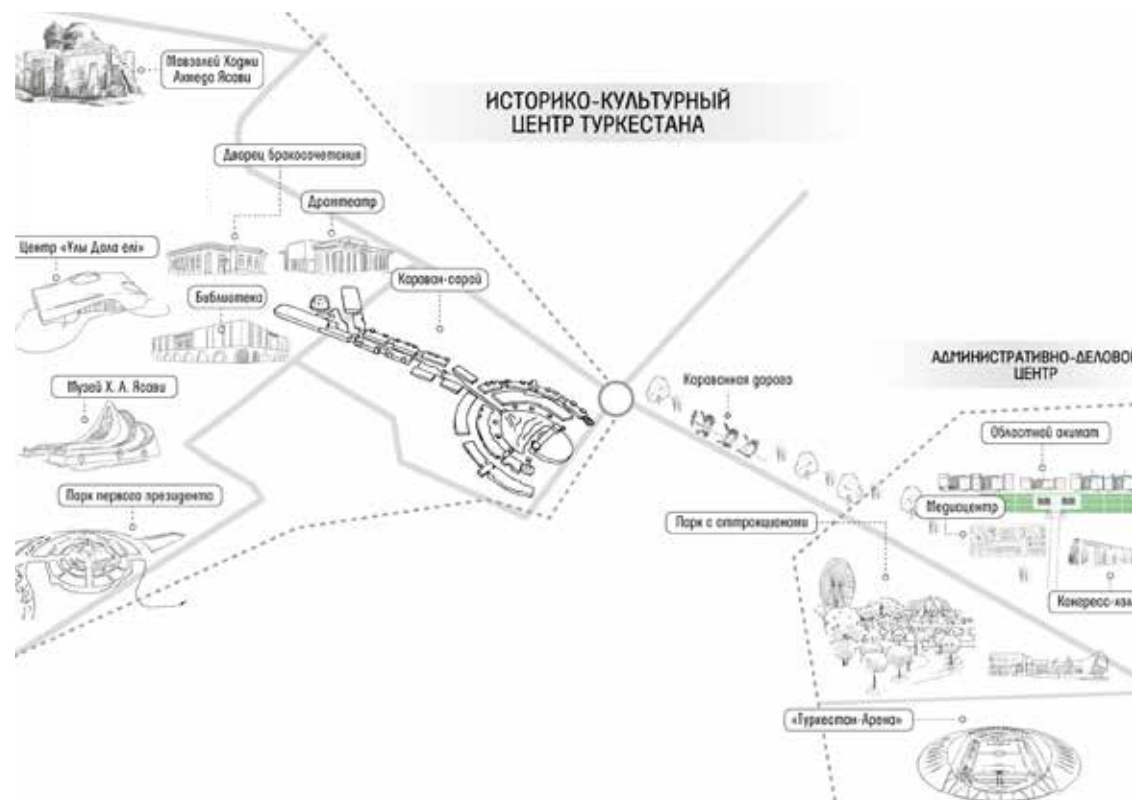 Мавзолей Ходжи
Ахмеда Ясави
ИСТОРИКО-КУЛЬТУРНЫЙ
ЦЕНТР ТУРКЕСТАНА
Дворец бракосочетания
Драмтеатр
Центр «Ұлы Дала елі»
Караван-сарай
Библиотека
АДМИНИСТРАТИВНО-ДЕЛОВО
ЦЕНТР
Музей Х. А. Ясави
Караванная дорога
Областной акимат
Парк первого президента
Медиацентр
Парк с аттракционами
Конгресс-хол
«Туркестан-Арена»